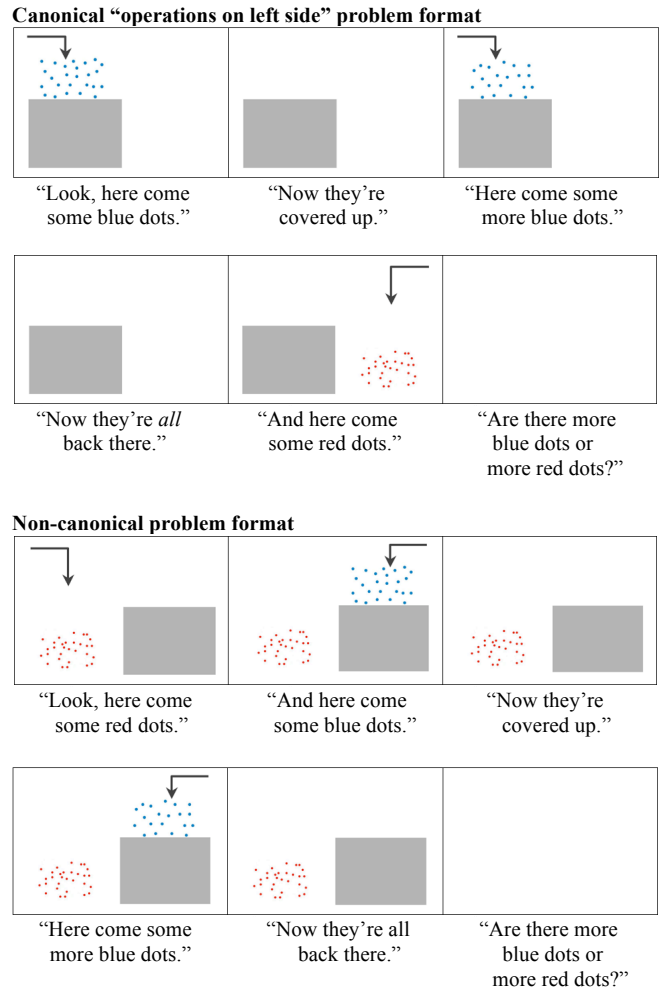 Canonical “operations on left side” problem format
“Look, here come
some blue dots.”
“Now they’re
covered up.”
“Here come some
more blue dots.”
“Now they’re all
back there.”
“And here come
some red dots.”
“Are there more
blue dots or
more red dots?”
Non-canonical problem format
“Look, here come
some red dots.”
“And here come
some blue dots.”
“Now they’re
covered up.”
“Here come some
more blue dots.”
“Now they’re all
back there.”
“Are there more
blue dots or
more red dots?”